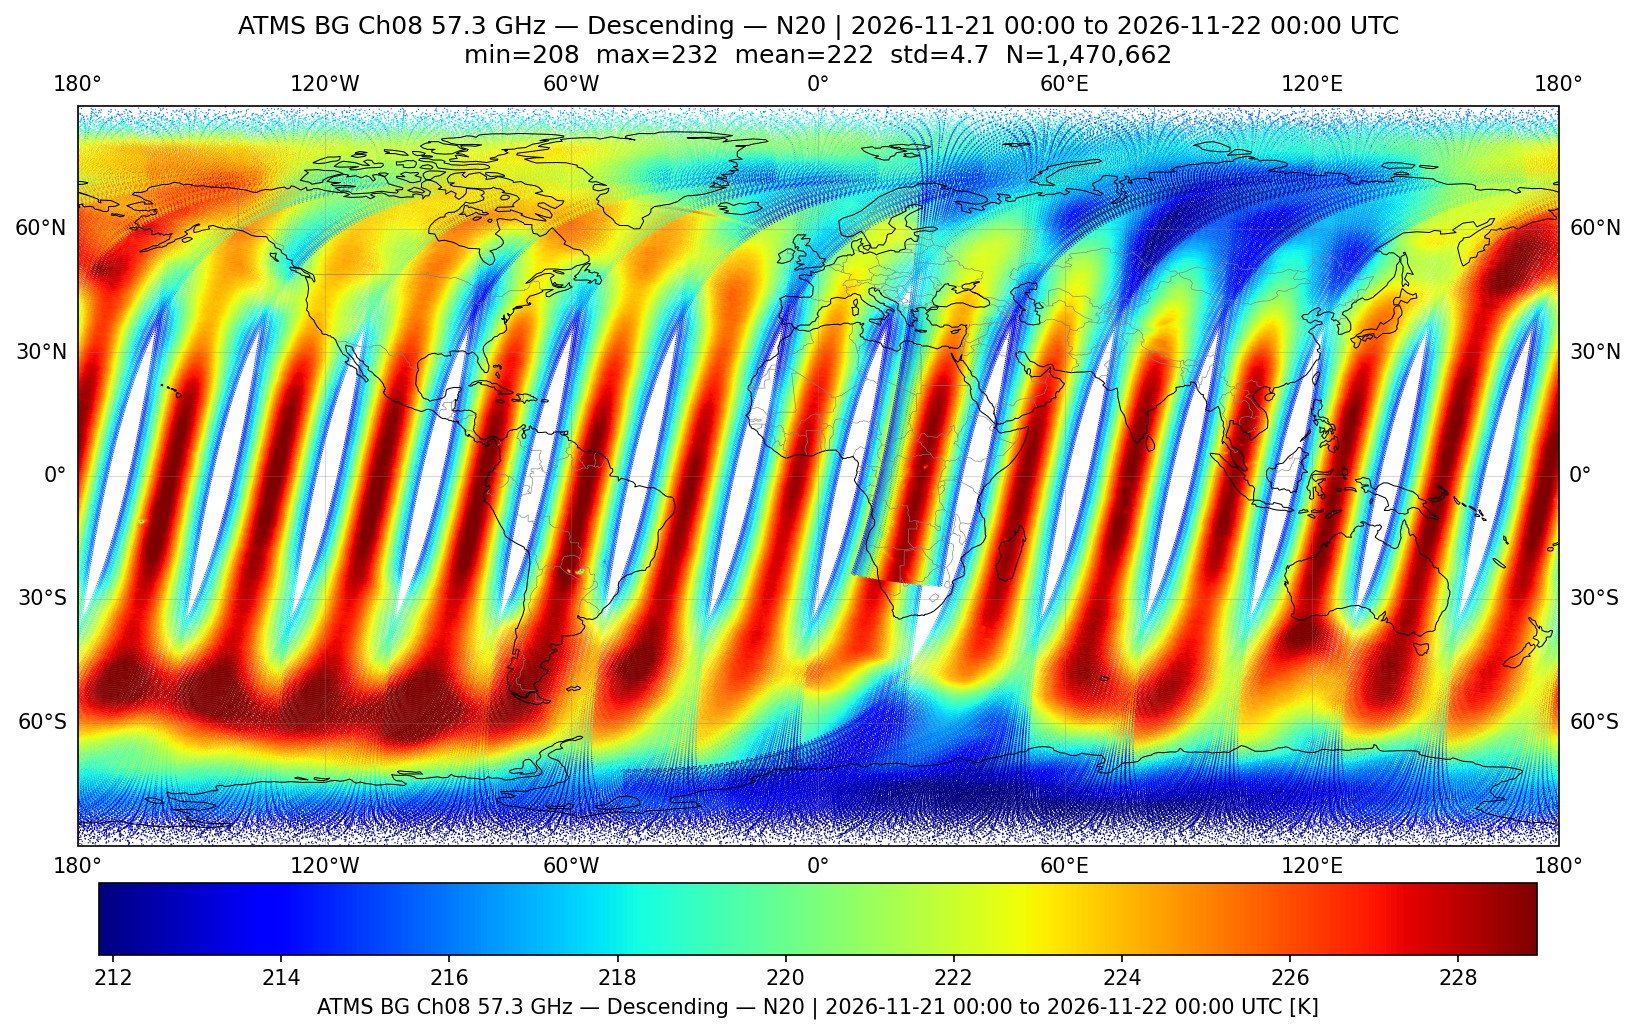 ATMS BG Ch08 57.3 GHz — Descending — N20 | 2026-11-21 00:00 to 2026-11-22 00:00 UTC
min=208 max=232 mean=222 std=4.7 N=1,470,662
180° 120°W 60°W 0° 60°E 120°E 180°
60°N 60°N
30°N 30°N
0° 0°
30°S 30°S
60°S 60°S
180° 120°W 60°W 0° 60°E 120°E 180°
212 214 216 218 220 222 224 226 228
ATMS BG Ch08 57.3 GHz — Descending — N20 | 2026-11-21 00:00 to 2026-11-22 00:00 UTC [K]